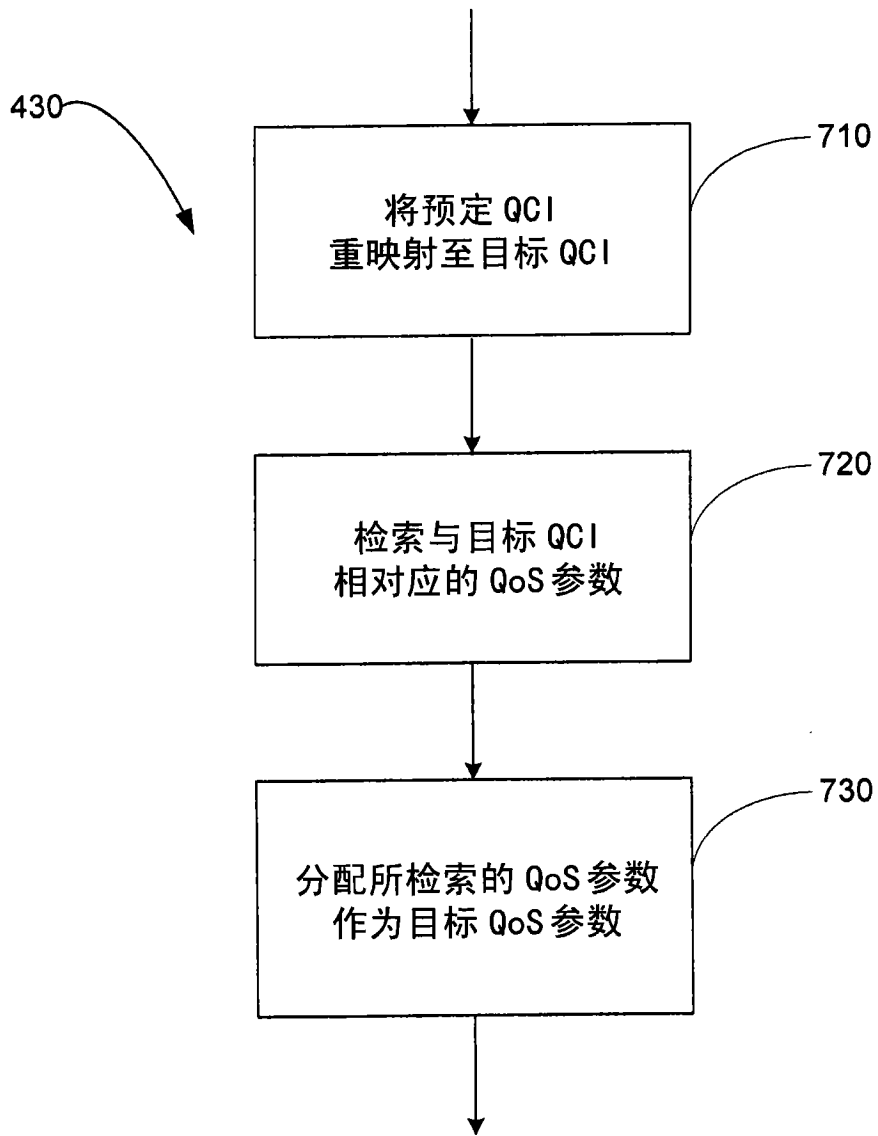 430
710
将预定 QCI
重映射至目标 QCI
720
检索与目标 QCI
相对应的 QoS 参数
730
分配所检索的 QoS 参数
作为目标 QoS 参数